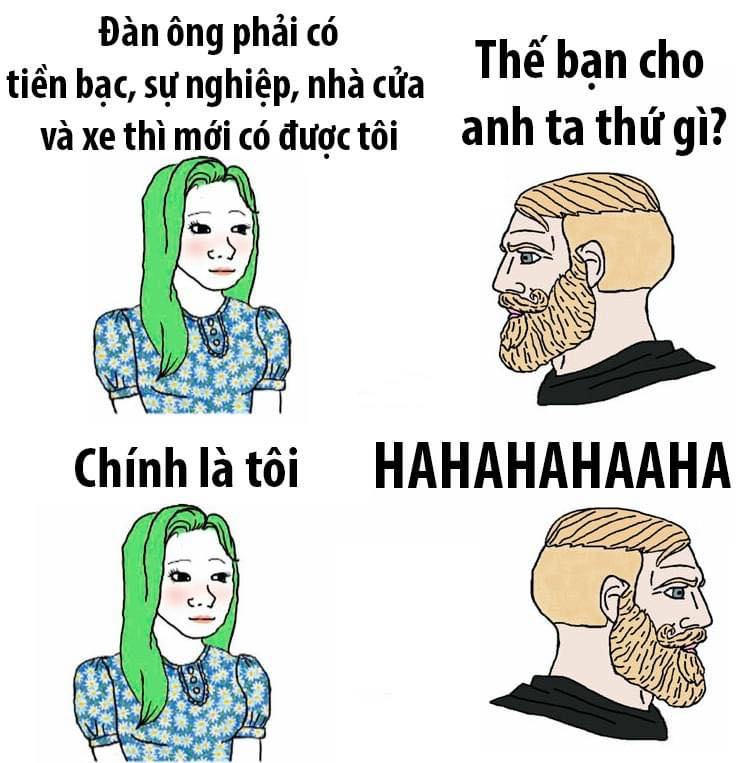 Đàn ông phải có
tiền bạc, sự nghiệp, nhà cửa
và xe thì mới có được tôi
Thế bạn cho
anh ta thứ gì?
Chính là tôi
HAHAHAHAAHA